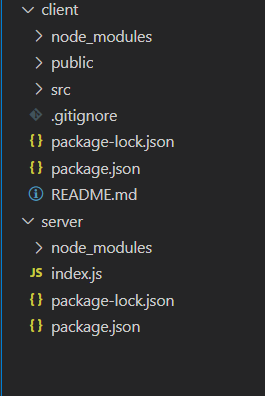 client
node_modules
public
src
.gitignore
{} package-lock.json
{} package.json
README.md
server
node_modules
JS index.js
{} package-lock.json
{} package.json